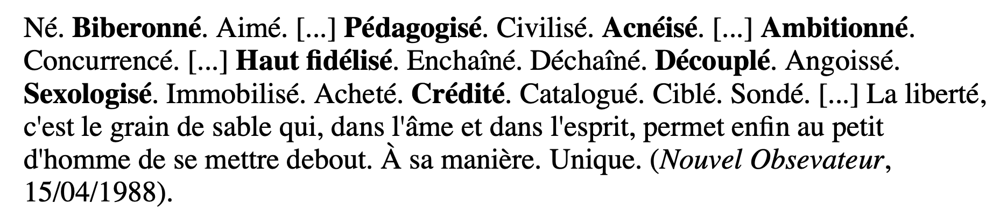 Né. Biberonné. Aimé. [...] Pédagogisé. Civilisé. Acnéisé. [...] Ambitionné.
Concurrencé. [...] Haut fidélisé. Enchaîné. Déchaîné. Découplé. Angoissé.
Sexologisé. Immobilisé. Acheté. Crédité. Catalogué. Ciblé. Sondé. [...] La liberté,
c'est le grain de sable qui, dans l'âme et dans l'esprit, permet enfin au petit
d'homme de se mettre debout. À sa manière. Unique. (Nouvel Obsevateur,
15/04/1988).